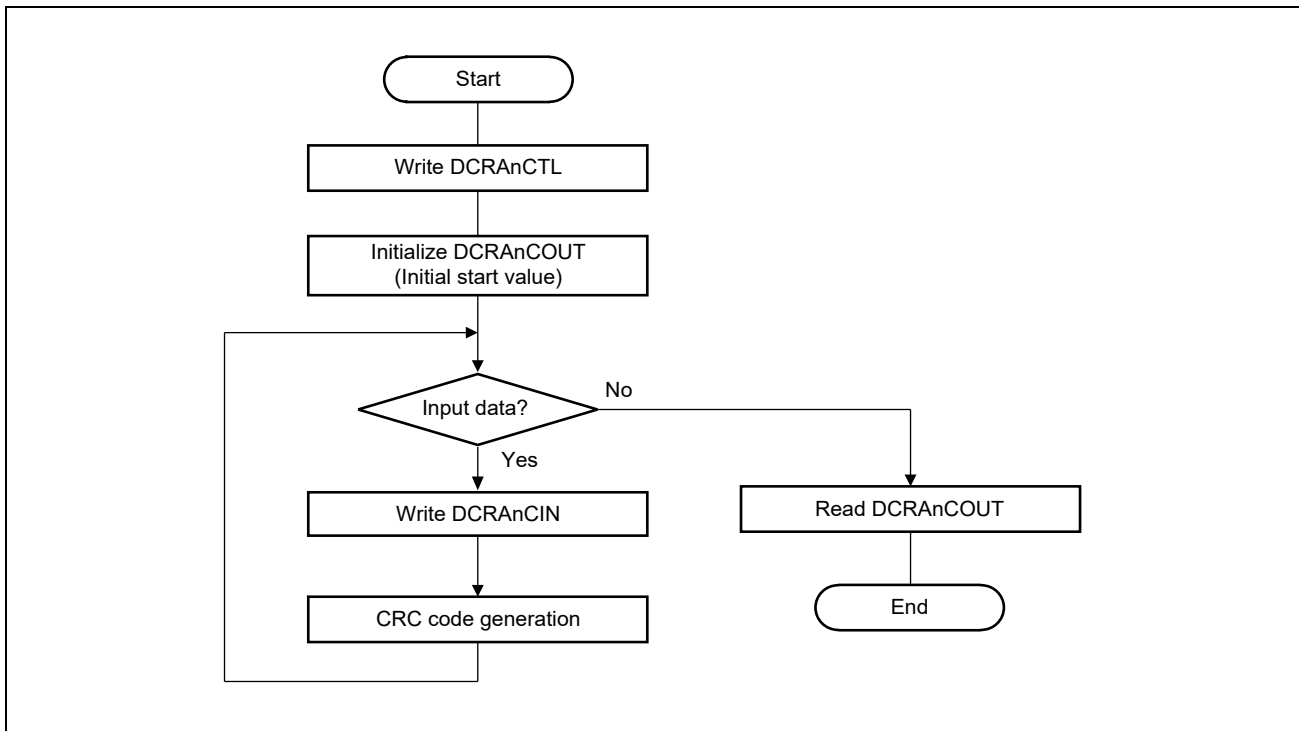 Start
Write DCRAnCTL
Initialize DCRAnCOUT
(Initial start value)
Input data?
No
Yes
Write DCRAnCIN
Read DCRAnCOUT
CRC code generation
End